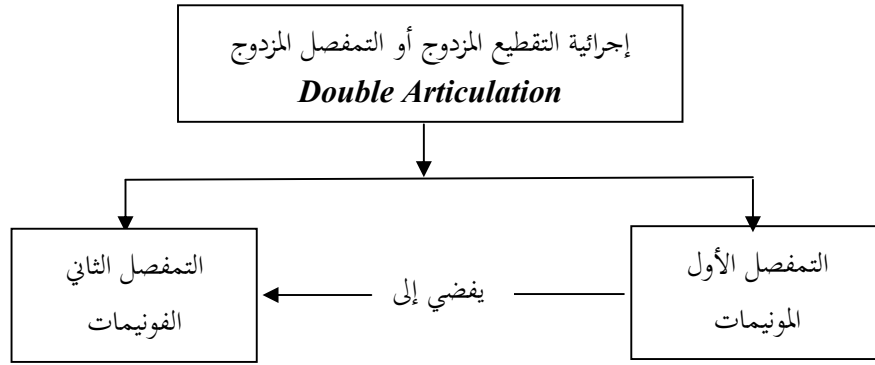 إجرائية التقطيع المزدوج أو التمفصل المزدوج
Double Articulation
التمفصل الأول
المونيمات
يفضي إلى
التمفصل الثاني
الفونيمات